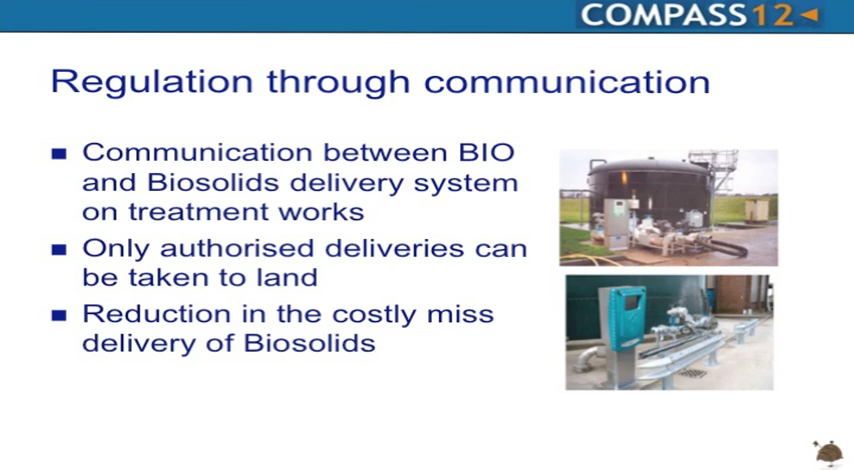 COMPASS12
Regulation through communication
Communication between BIO
and Biosolids delivery system
on treatment works
Only authorised deliveries can
be taken to land
Reduction in the costly miss
delivery of Biosolids